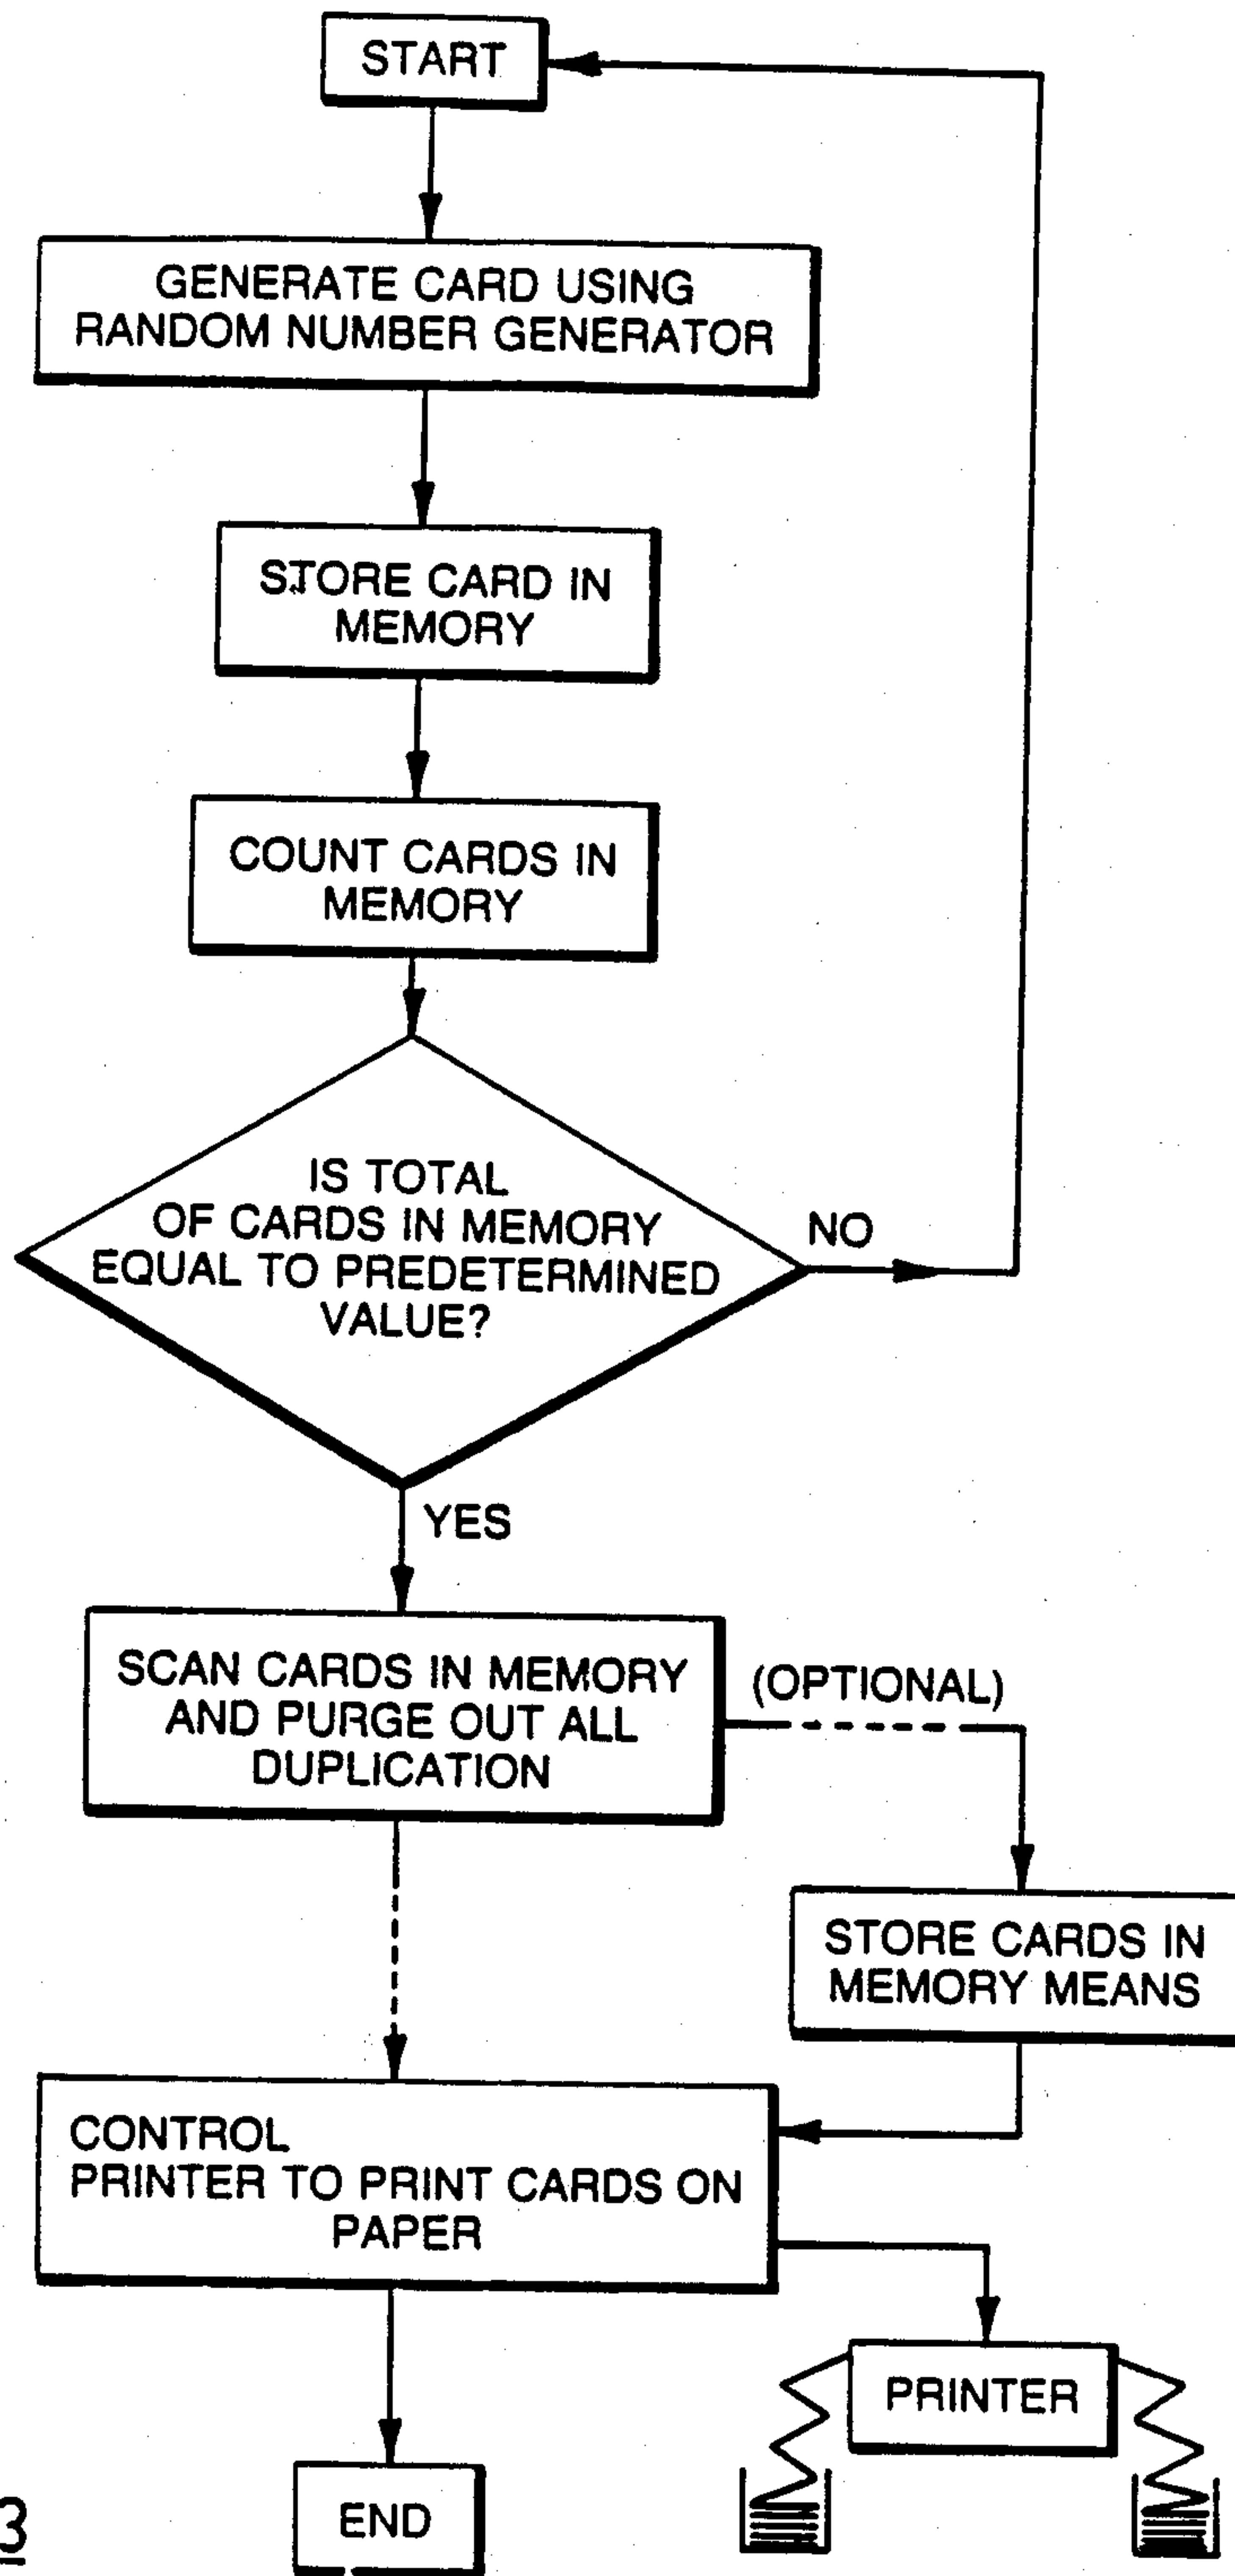 START
GENERATE CARD USING
RANDOM NUMBER GENERATOR
STORE CARD IN
MEMORY
COUNT CARDS IN
MEMORY
IS TOTAL
OF CARDS IN MEMORY
EQUAL TO PREDETERMINED
VALUE?
NO
YES
SCAN CARDS IN MEMORY
AND PURGE OUT ALL
DUPLICATION
(OPTIONAL)
STORE CARDS IN
MEMORY MEANS
CONTROL
PRINTER TO PRINT CARDS ON
PAPER
PRINTER
END
3